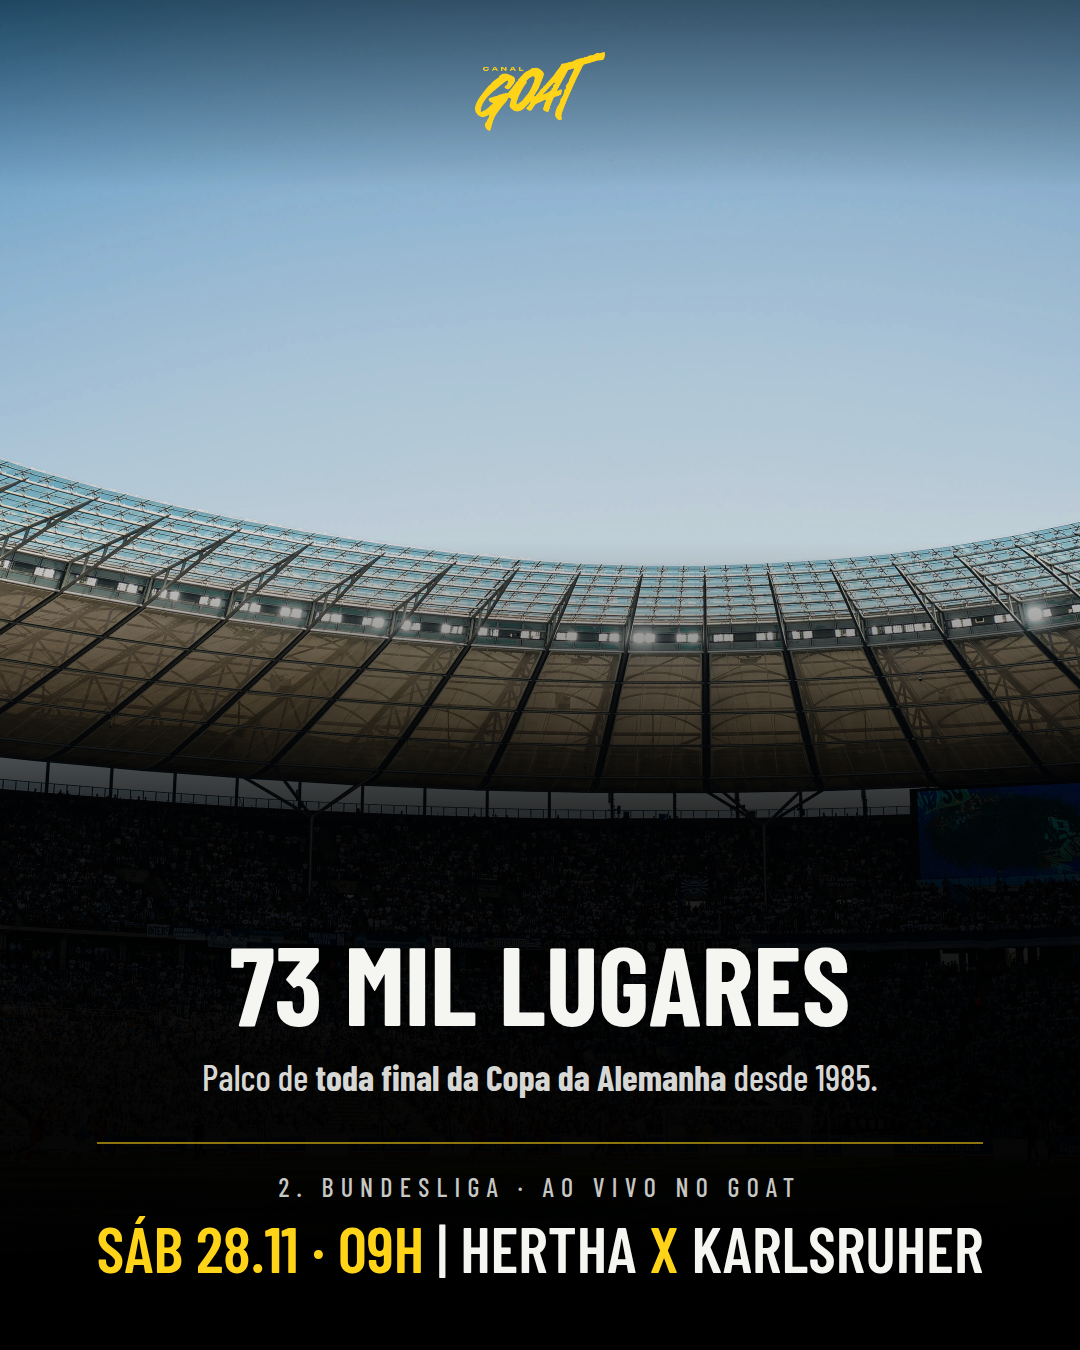 CANAL
GOAT
73 MIL LUGARES
Palco de toda final da Copa da Alemanha desde 1985.
2. BUNDESLIGA · AO VIVO NO GOAT
SÁB 28.11 · 09H | HERTHA X KARLSRUHER